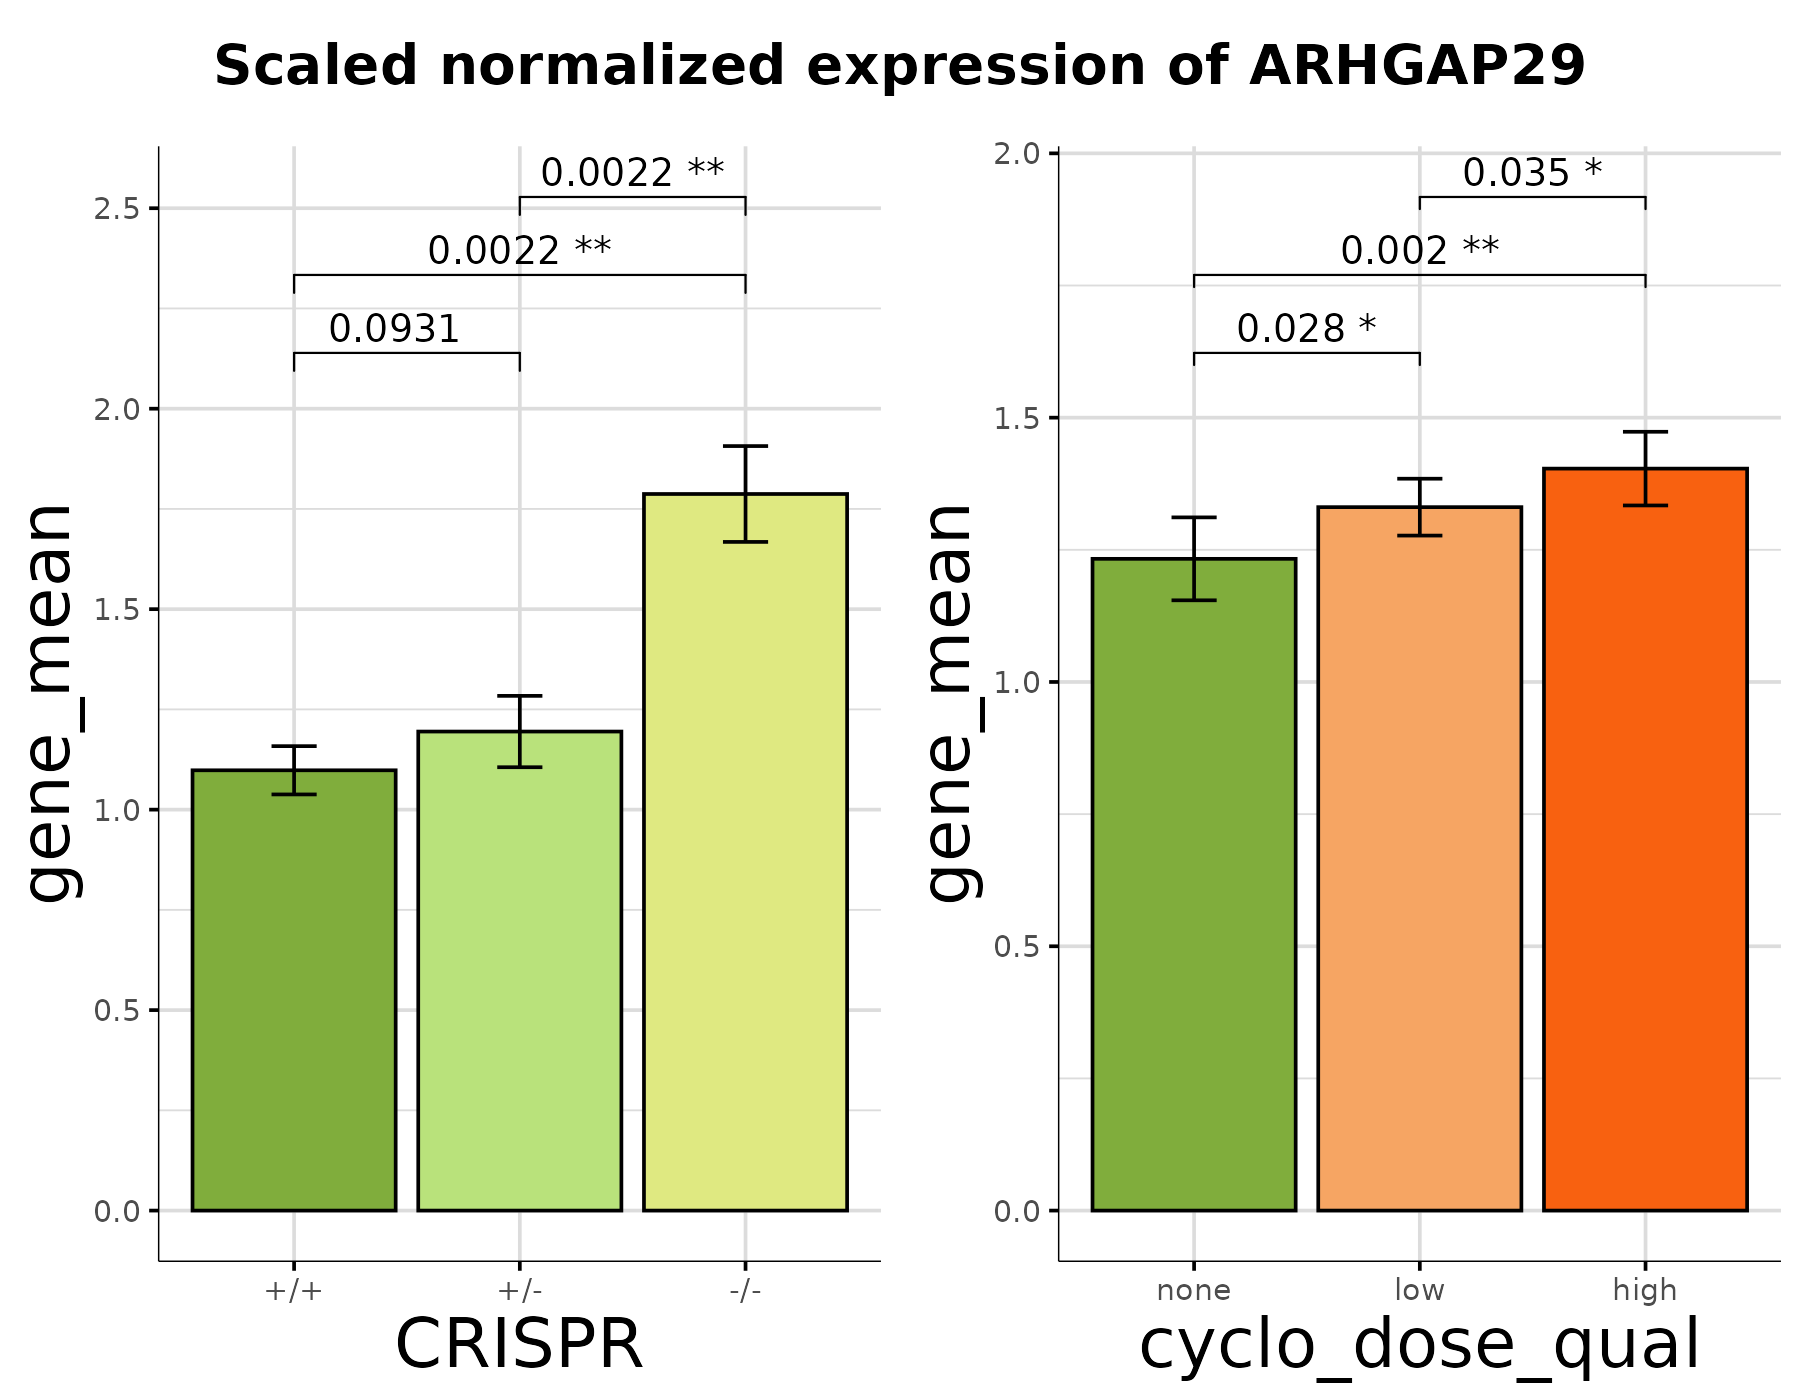 Scaled normalized expression of ARHGAP29
gene_mean
2.5
2.0
1.5
1.0
0.5
0.0
0.0022 **
0.0022 **
0.0931
+/+ +/- -/-
CRISPR
gene_mean
2.0
1.5
1.0
0.5
0.0
0.035 *
0.002 **
0.028 *
none low high
cyclo_dose_qual